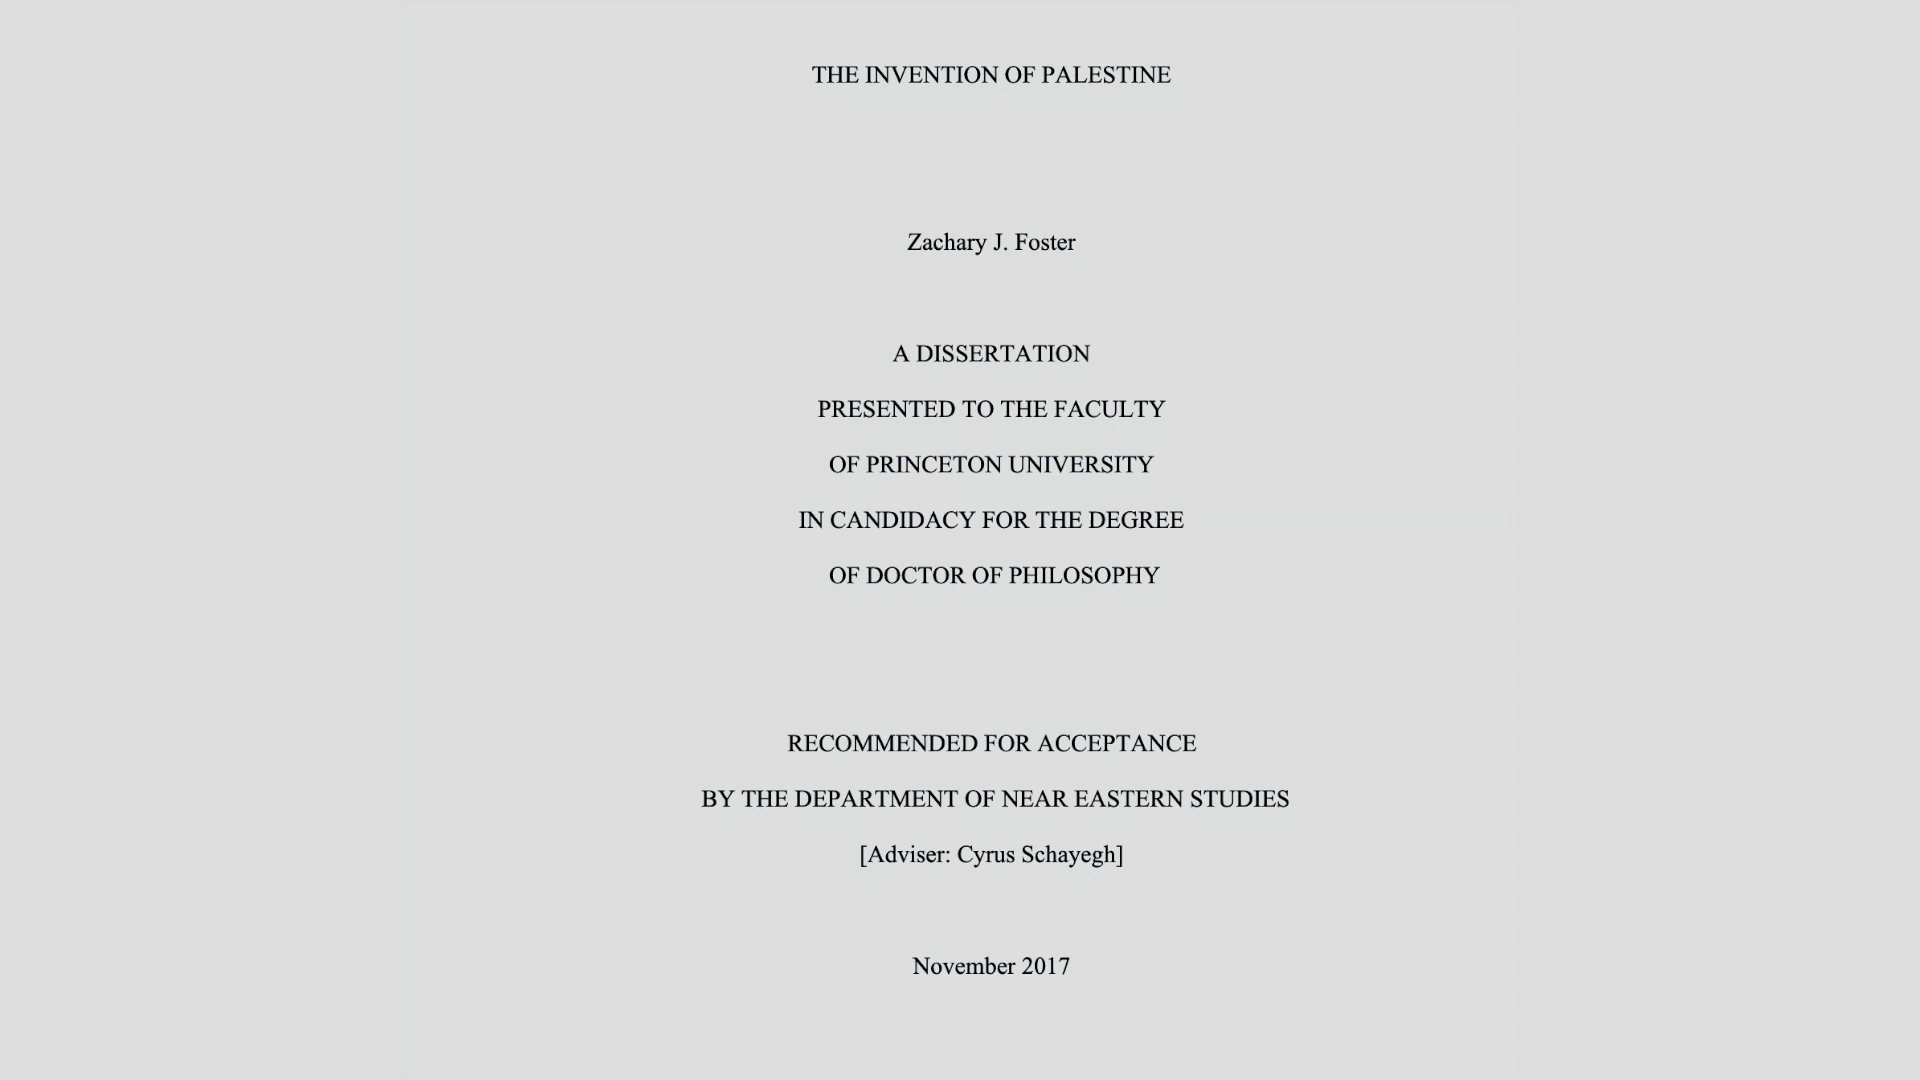 THE INVENTION OF PALESTINE
Zachary J. Foster
A DISSERTATION
PRESENTED TO THE FACULTY
OF PRINCETON UNIVERSITY
IN CANDIDACY FOR THE DEGREE
OF DOCTOR OF PHILOSOPHY
RECOMMENDED FOR ACCEPTANCE
BY THE DEPARTMENT OF NEAR EASTERN STUDIES
[Adviser: Cyrus Schayegh]
November 2017